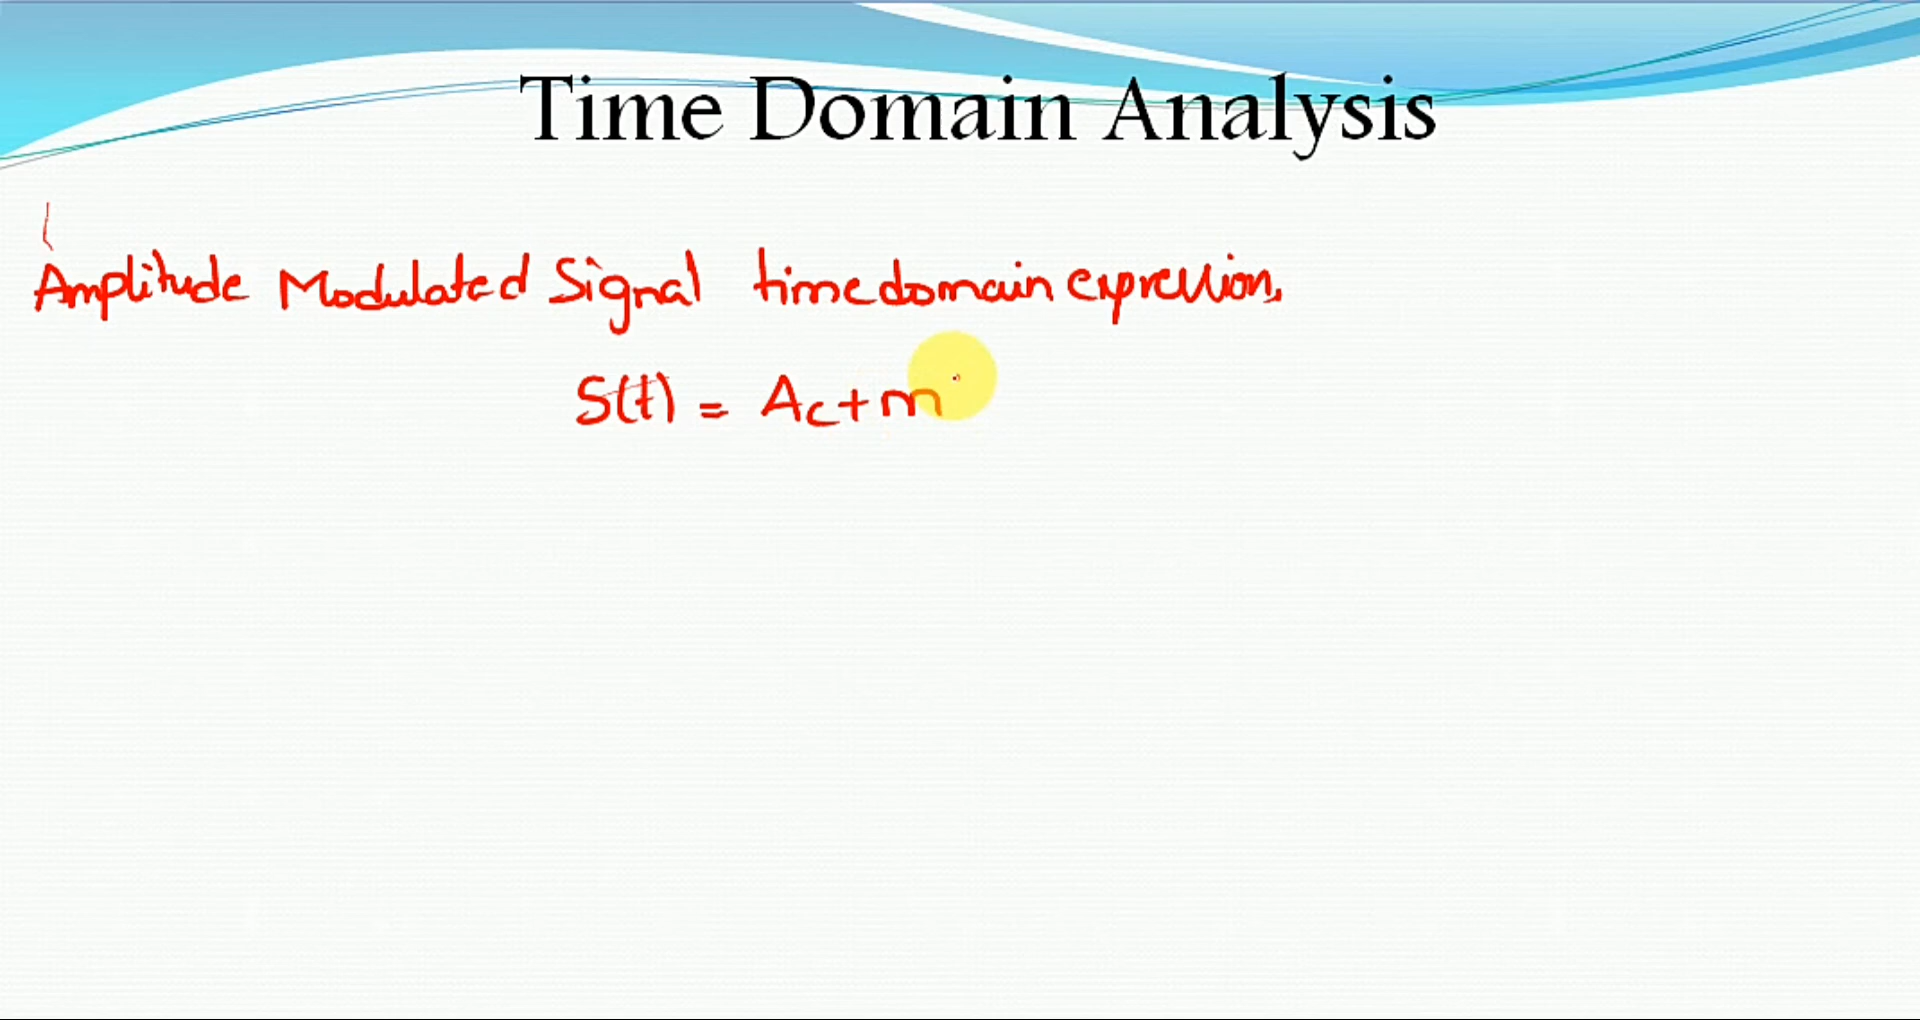 Time Domain Analysis
Amplitude Modulated Signal time domain expression,
S(t) = Ac + m